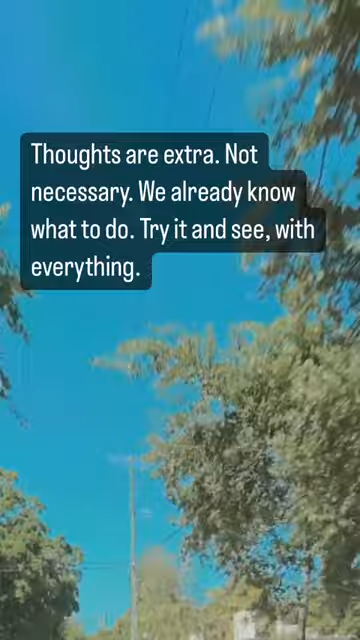 Thoughts are extra. Not
necessary. We already know
what to do. Try it and see, with
everything.